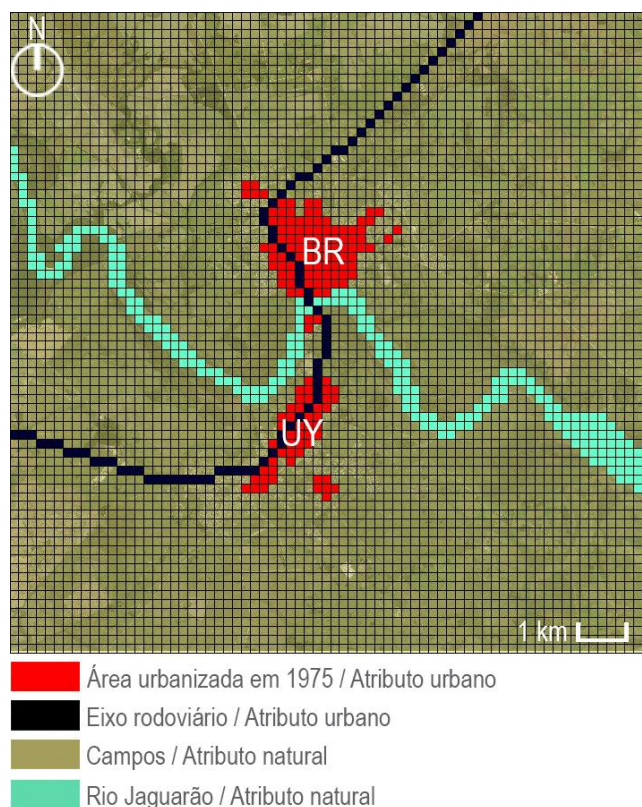 N
BR
UY
1 km
Área urbanizada em 1975 / Atributo urbano
Eixo rodoviário / Atributo urbano
Campos / Atributo natural
Rio Jaguarão / Atributo natural